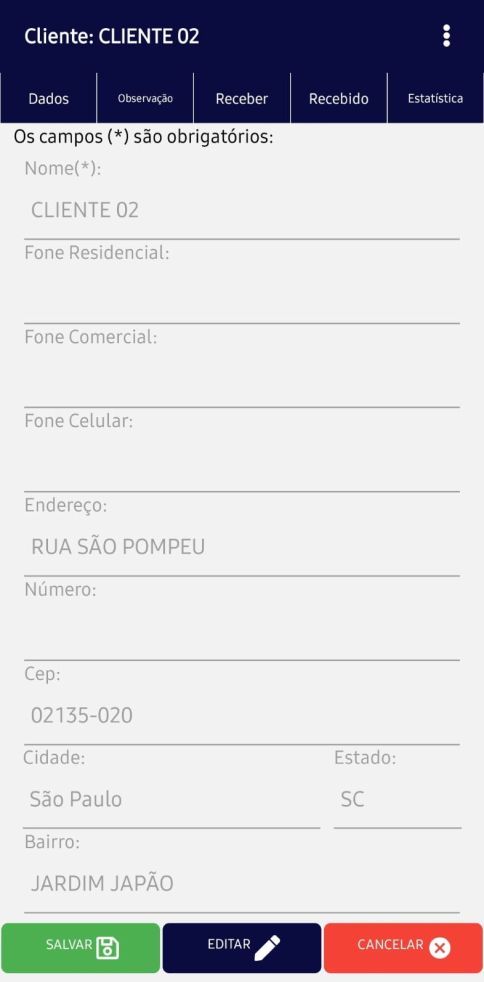 Cliente: CLIENTE 02
Dados Observação Receber Recebido Estatística
Os campos (*) são obrigatórios:
Nome(*):
CLIENTE 02
Fone Residencial:
Fone Comercial:
Fone Celular:
Endereço:
RUA SÃO POMPEU
Número:
Cep:
02135-020
Cidade: Estado:
São Paulo SC
Bairro:
JARDIM JAPÃO
SALVAR EDITAR CANCELAR